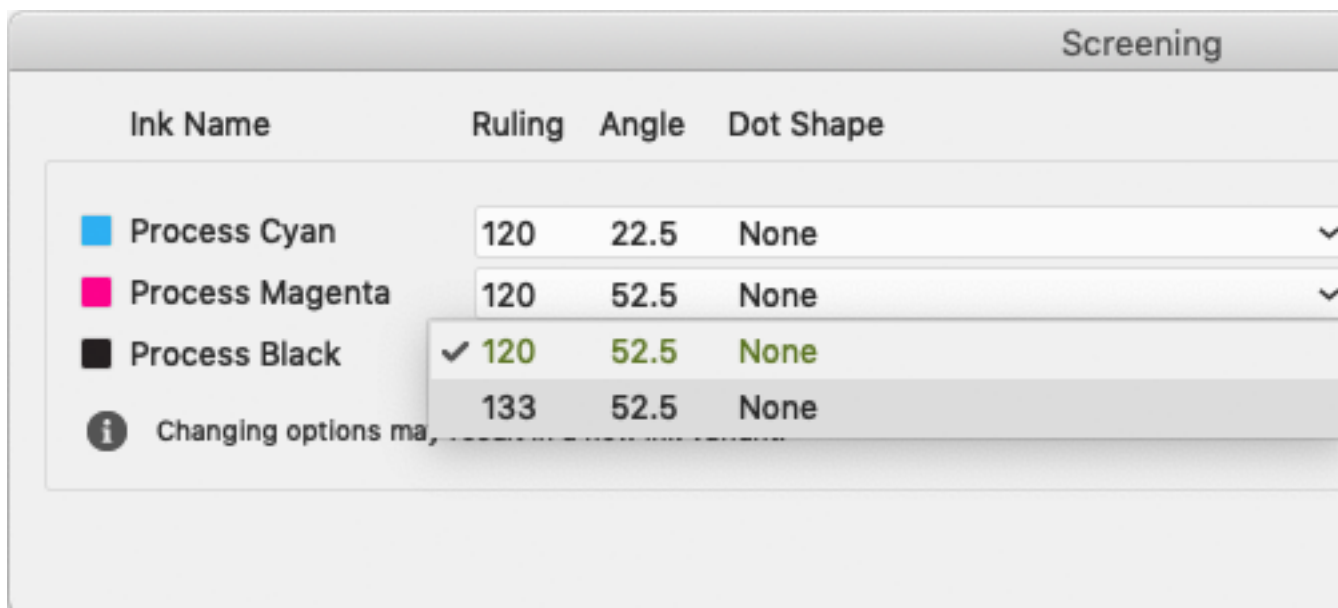 Screening
Ink Name Ruling Angle Dot Shape
Process Cyan 120 22.5 None
Process Magenta 120 52.5 None
Process Black 120 52.5 None
133 52.5 None
Changing options may